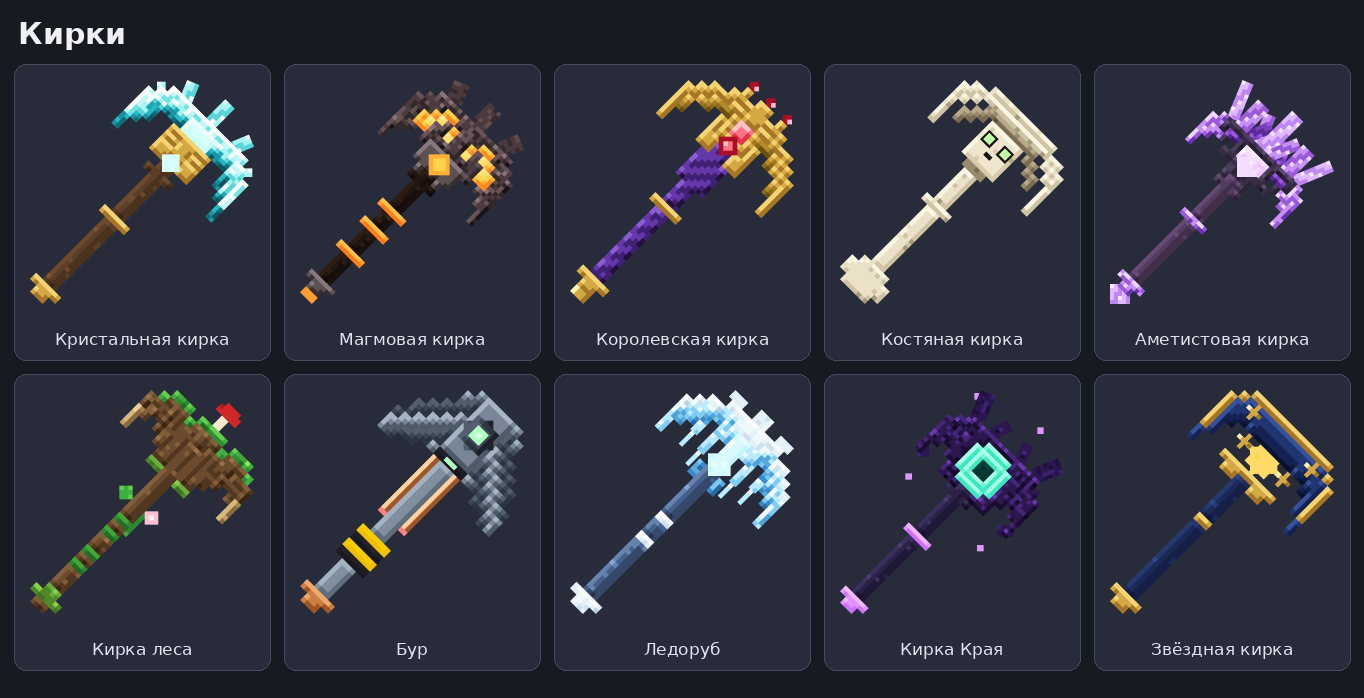 Кирки
Кристальная кирка
Магмовая кирка
Королевская кирка
Костяная кирка
Аметистовая кирка
Кирка леса
Бур
Ледоруб
Кирка Края
Звёздная кирка